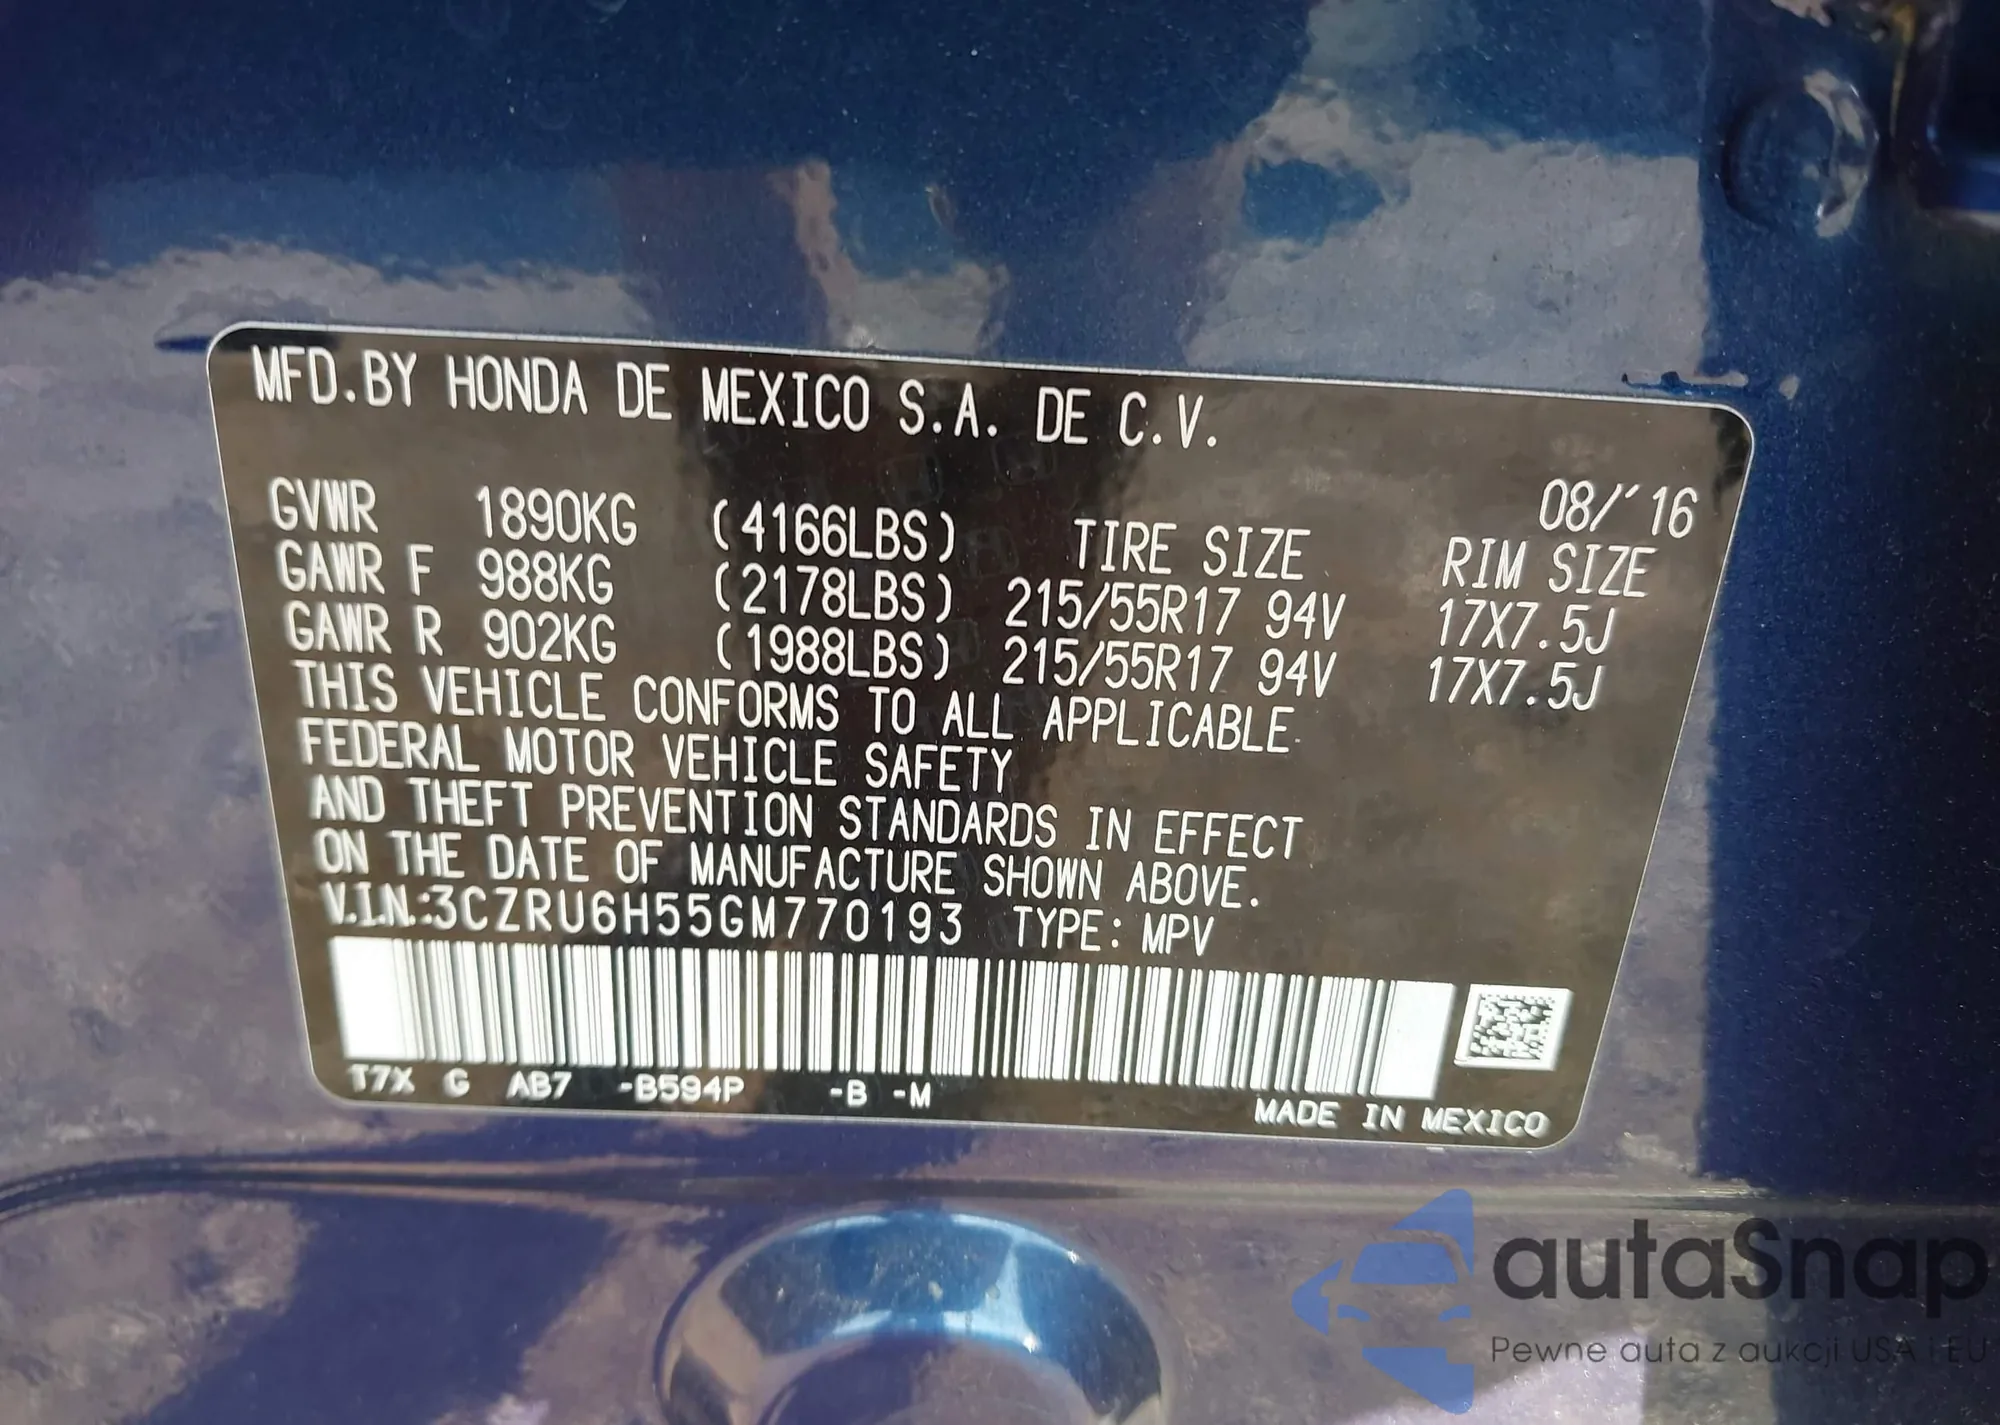 MFD.BY HONDA DE MEXICO S.A. DE C.V.
08/'16
GVWR 1890KG (4166LBS) TIRE SIZE RIM SIZE
GAWR F 988KG (2178LBS) 215/55R17 94V 17X7.5J
GAWR R 902KG (1988LBS) 215/55R17 94V 17X7.5J
THIS VEHICLE CONFORMS TO ALL APPLICABLE
FEDERAL MOTOR VEHICLE SAFETY
AND THEFT PREVENTION STANDARDS IN EFFECT
ON THE DATE OF MANUFACTURE SHOWN ABOVE.
V.I.N.:3CZRU6H55GM770193 TYPE: MPV
T7X G AB7 -B594P -B -M
MADE IN MEXICO
autaSnap
Pewne auta z aukcji USA i EU